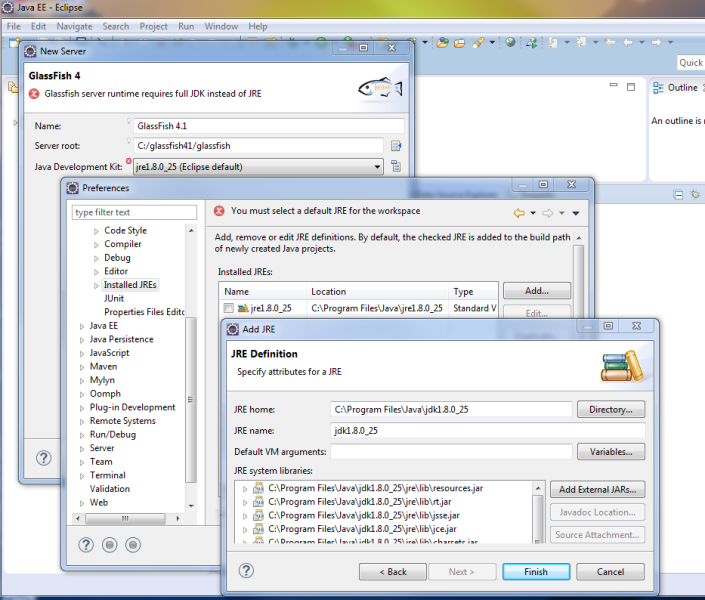 Java EE - Eclipse
File Edit Navigate Search Project Run Window Help
Quick
New Server
GlassFish 4
Glassfish server runtime requires full JDK instead of JRE
Name: GlassFish 4.1
Server root: C:/glassfish41/glassfish
Java Development Kit: jre1.8.0_25 (Eclipse default)
Outline
An outline is
Preferences
type filter text
Code Style
Compiler
Debug
Editor
Installed JREs
JUnit
Properties Files Edito
Java EE
Java Persistence
JavaScript
Maven
Mylyn
Oomph
Plug-in Development
Remote Systems
Run/Debug
Server
Team
Terminal
Validation
Web
You must select a default JRE for the workspace
Add, remove or edit JRE definitions. By default, the checked JRE is added to the build path
of newly created Java projects.
Installed JREs:
Name Location Type
jre1.8.0_25 C:\Program Files\Java\jre1.8.0_25 Standard V
Add...
Edit...
Add JRE
JRE Definition
Specify attributes for a JRE
JRE home: C:\Program Files\Java\jdk1.8.0_25 Directory...
JRE name: jdk1.8.0_25
Default VM arguments: Variables...
JRE system libraries:
C:\Program Files\Java\jdk1.8.0_25\jre\lib\resources.jar
C:\Program Files\Java\jdk1.8.0_25\jre\lib\rt.jar
C:\Program Files\Java\jdk1.8.0_25\jre\lib\jsse.jar
C:\Program Files\Java\jdk1.8.0_25\jre\lib\jce.jar
C:\Program Files\Java\jdk1.8.0_25\jre\lib\charsets.jar
Add External JARs...
Javadoc Location...
Source Attachment...
< Back Next > Finish Cancel